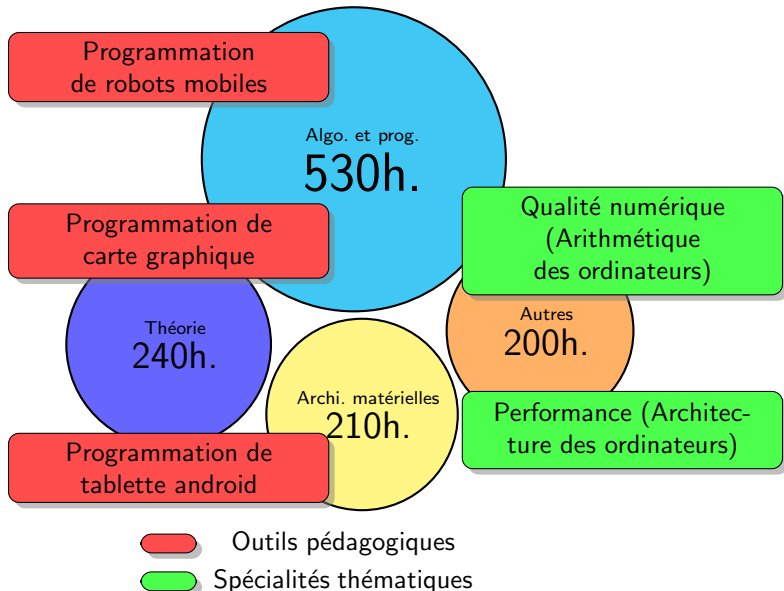 Programmation
de robots mobiles
Algo. et prog.
530h.
Programmation de
carte graphique
Qualité numérique
(Arithmétique
des ordinateurs)
Théorie
240h.
Autres
200h.
Archi. matérielles
210h.
Performance (Architec-
ture des ordinateurs)
Programmation de
tablette android
Outils pédagogiques
Spécialités thématiques